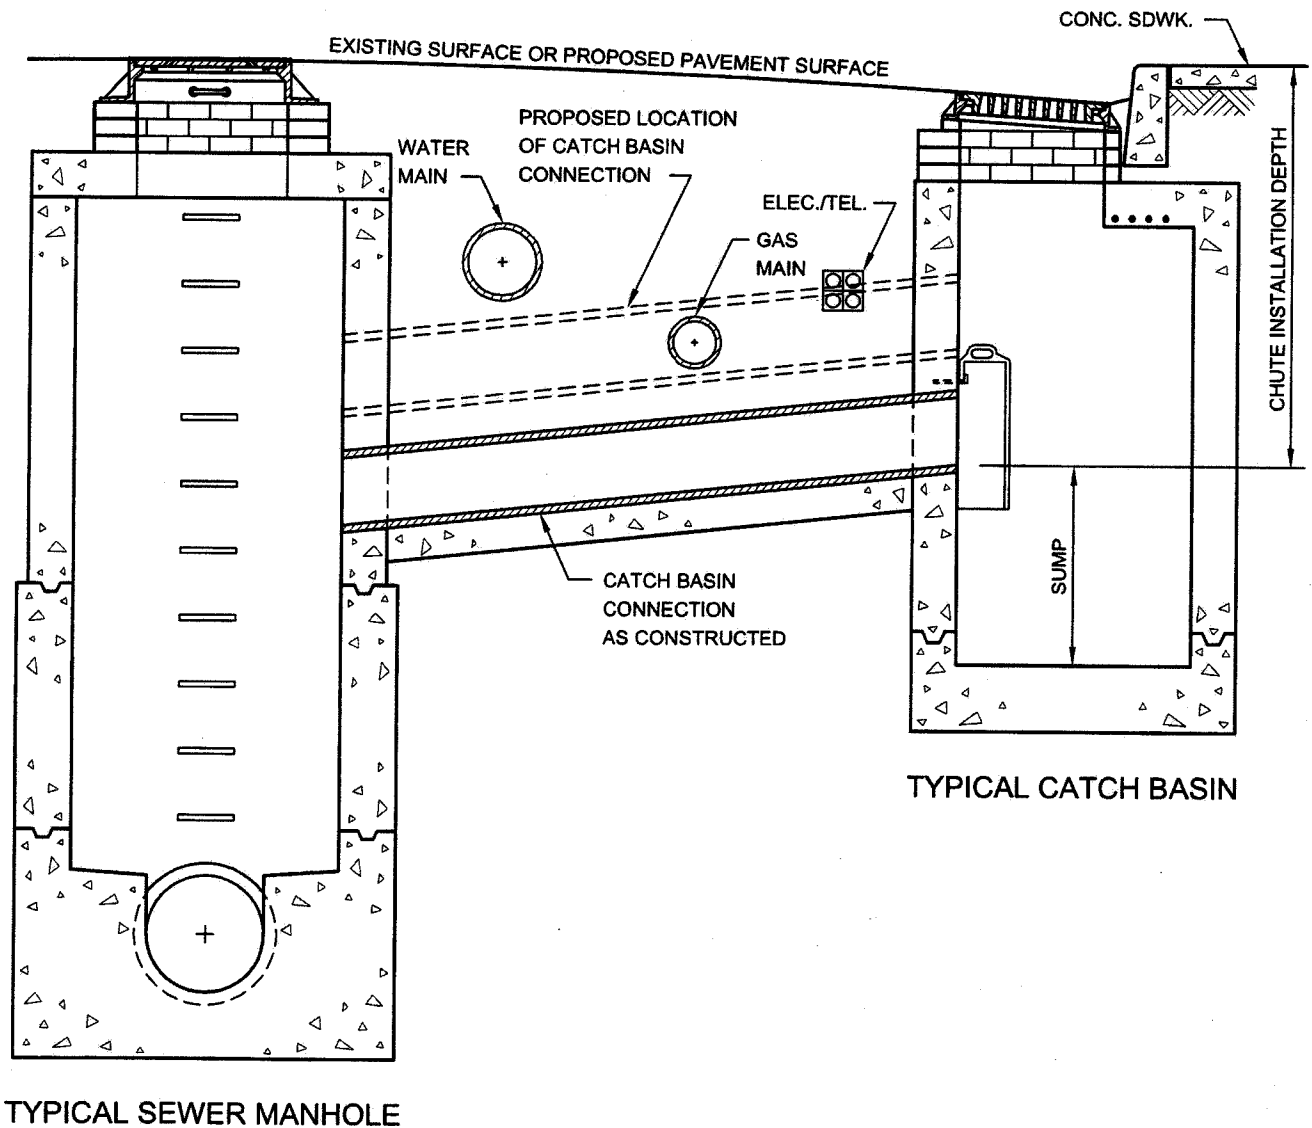 CONC. SDWK.
EXISTING SURFACE OR PROPOSED PAVEMENT SURFACE
PROPOSED LOCATION
OF CATCH BASIN
CONNECTION
WATER
MAIN
ELEC./TEL.
GAS
MAIN
CHUTE INSTALLATION DEPTH
SUMP
CATCH BASIN
CONNECTION
AS CONSTRUCTED
TYPICAL CATCH BASIN
TYPICAL SEWER MANHOLE